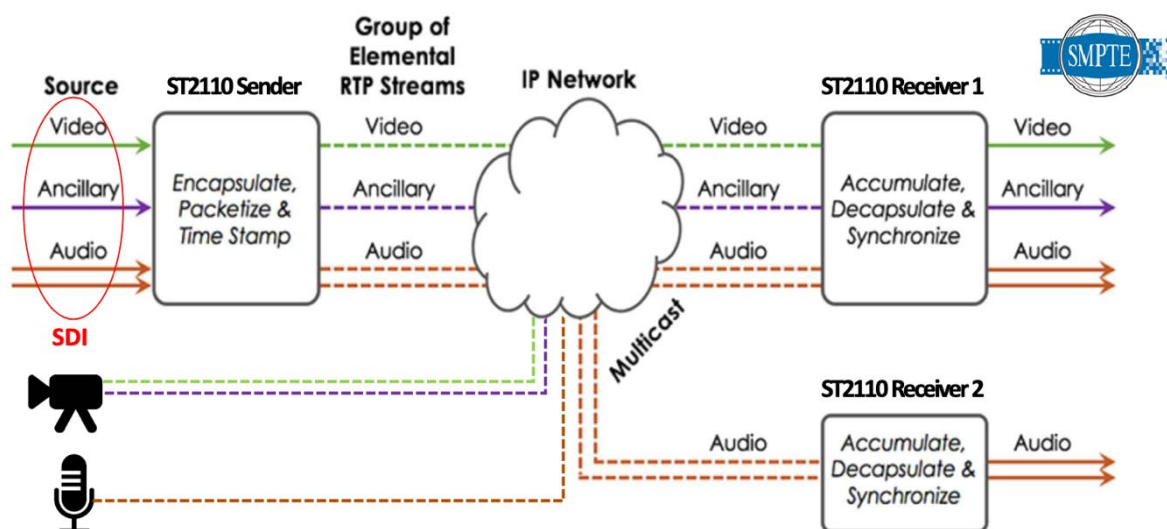 Group of
Elemental
RTP Streams
Source
ST2110 Sender
IP Network
ST2110 Receiver 1
SMPTE
Video
Video
Video
Video
Ancillary
Ancillary
Ancillary
Ancillary
Encapsulate,
Packetize &
Time Stamp
Accumulate,
Decapsulate &
Synchronize
Audio
Audio
Audio
Audio
SDI
Multicast
ST2110 Receiver 2
Audio
Accumulate,
Decapsulate &
Synchronize
Audio